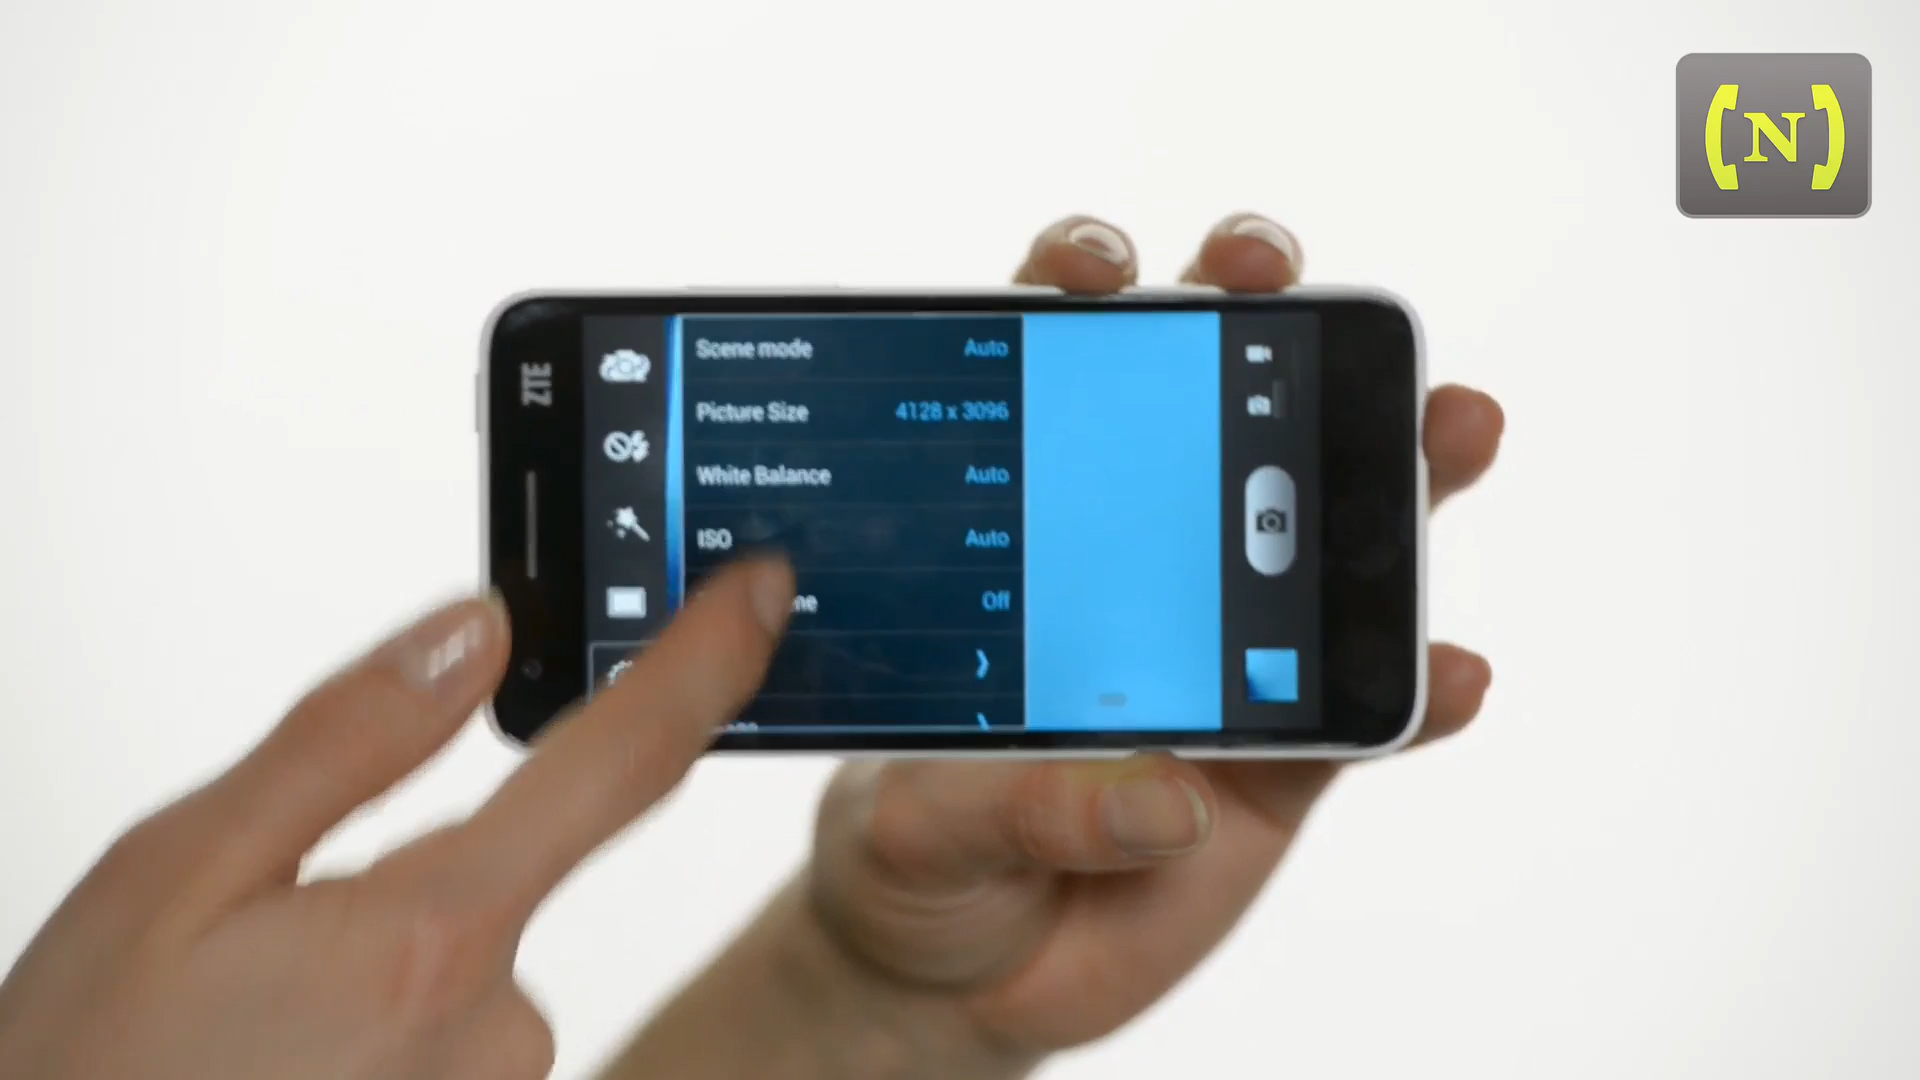 N
ZTE
Scene mode Auto
Picture Size 4128 x 3096
White Balance Auto
ISO Auto
Off